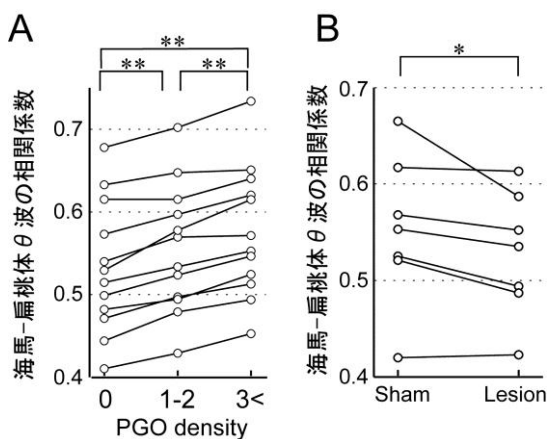 A
海馬-扁桃体θ波の相関係数
** 
** **
0.7
0.6
0.5
0.4
0 1-2 3<
PGO density
B
海馬-扁桃体θ波の相関係数
*
0.7
0.6
0.5
0.4
Sham Lesion